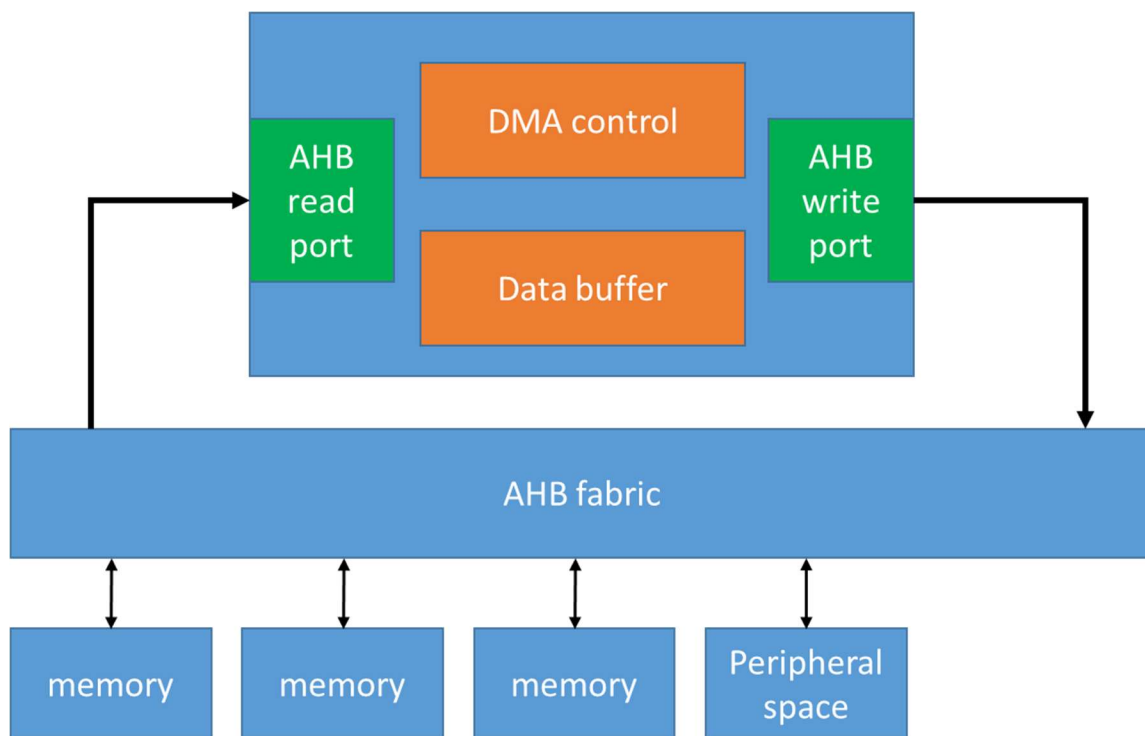 DMA control
AHB
read
port
AHB
write
port
Data buffer
AHB fabric
memory
memory
memory
Peripheral
space